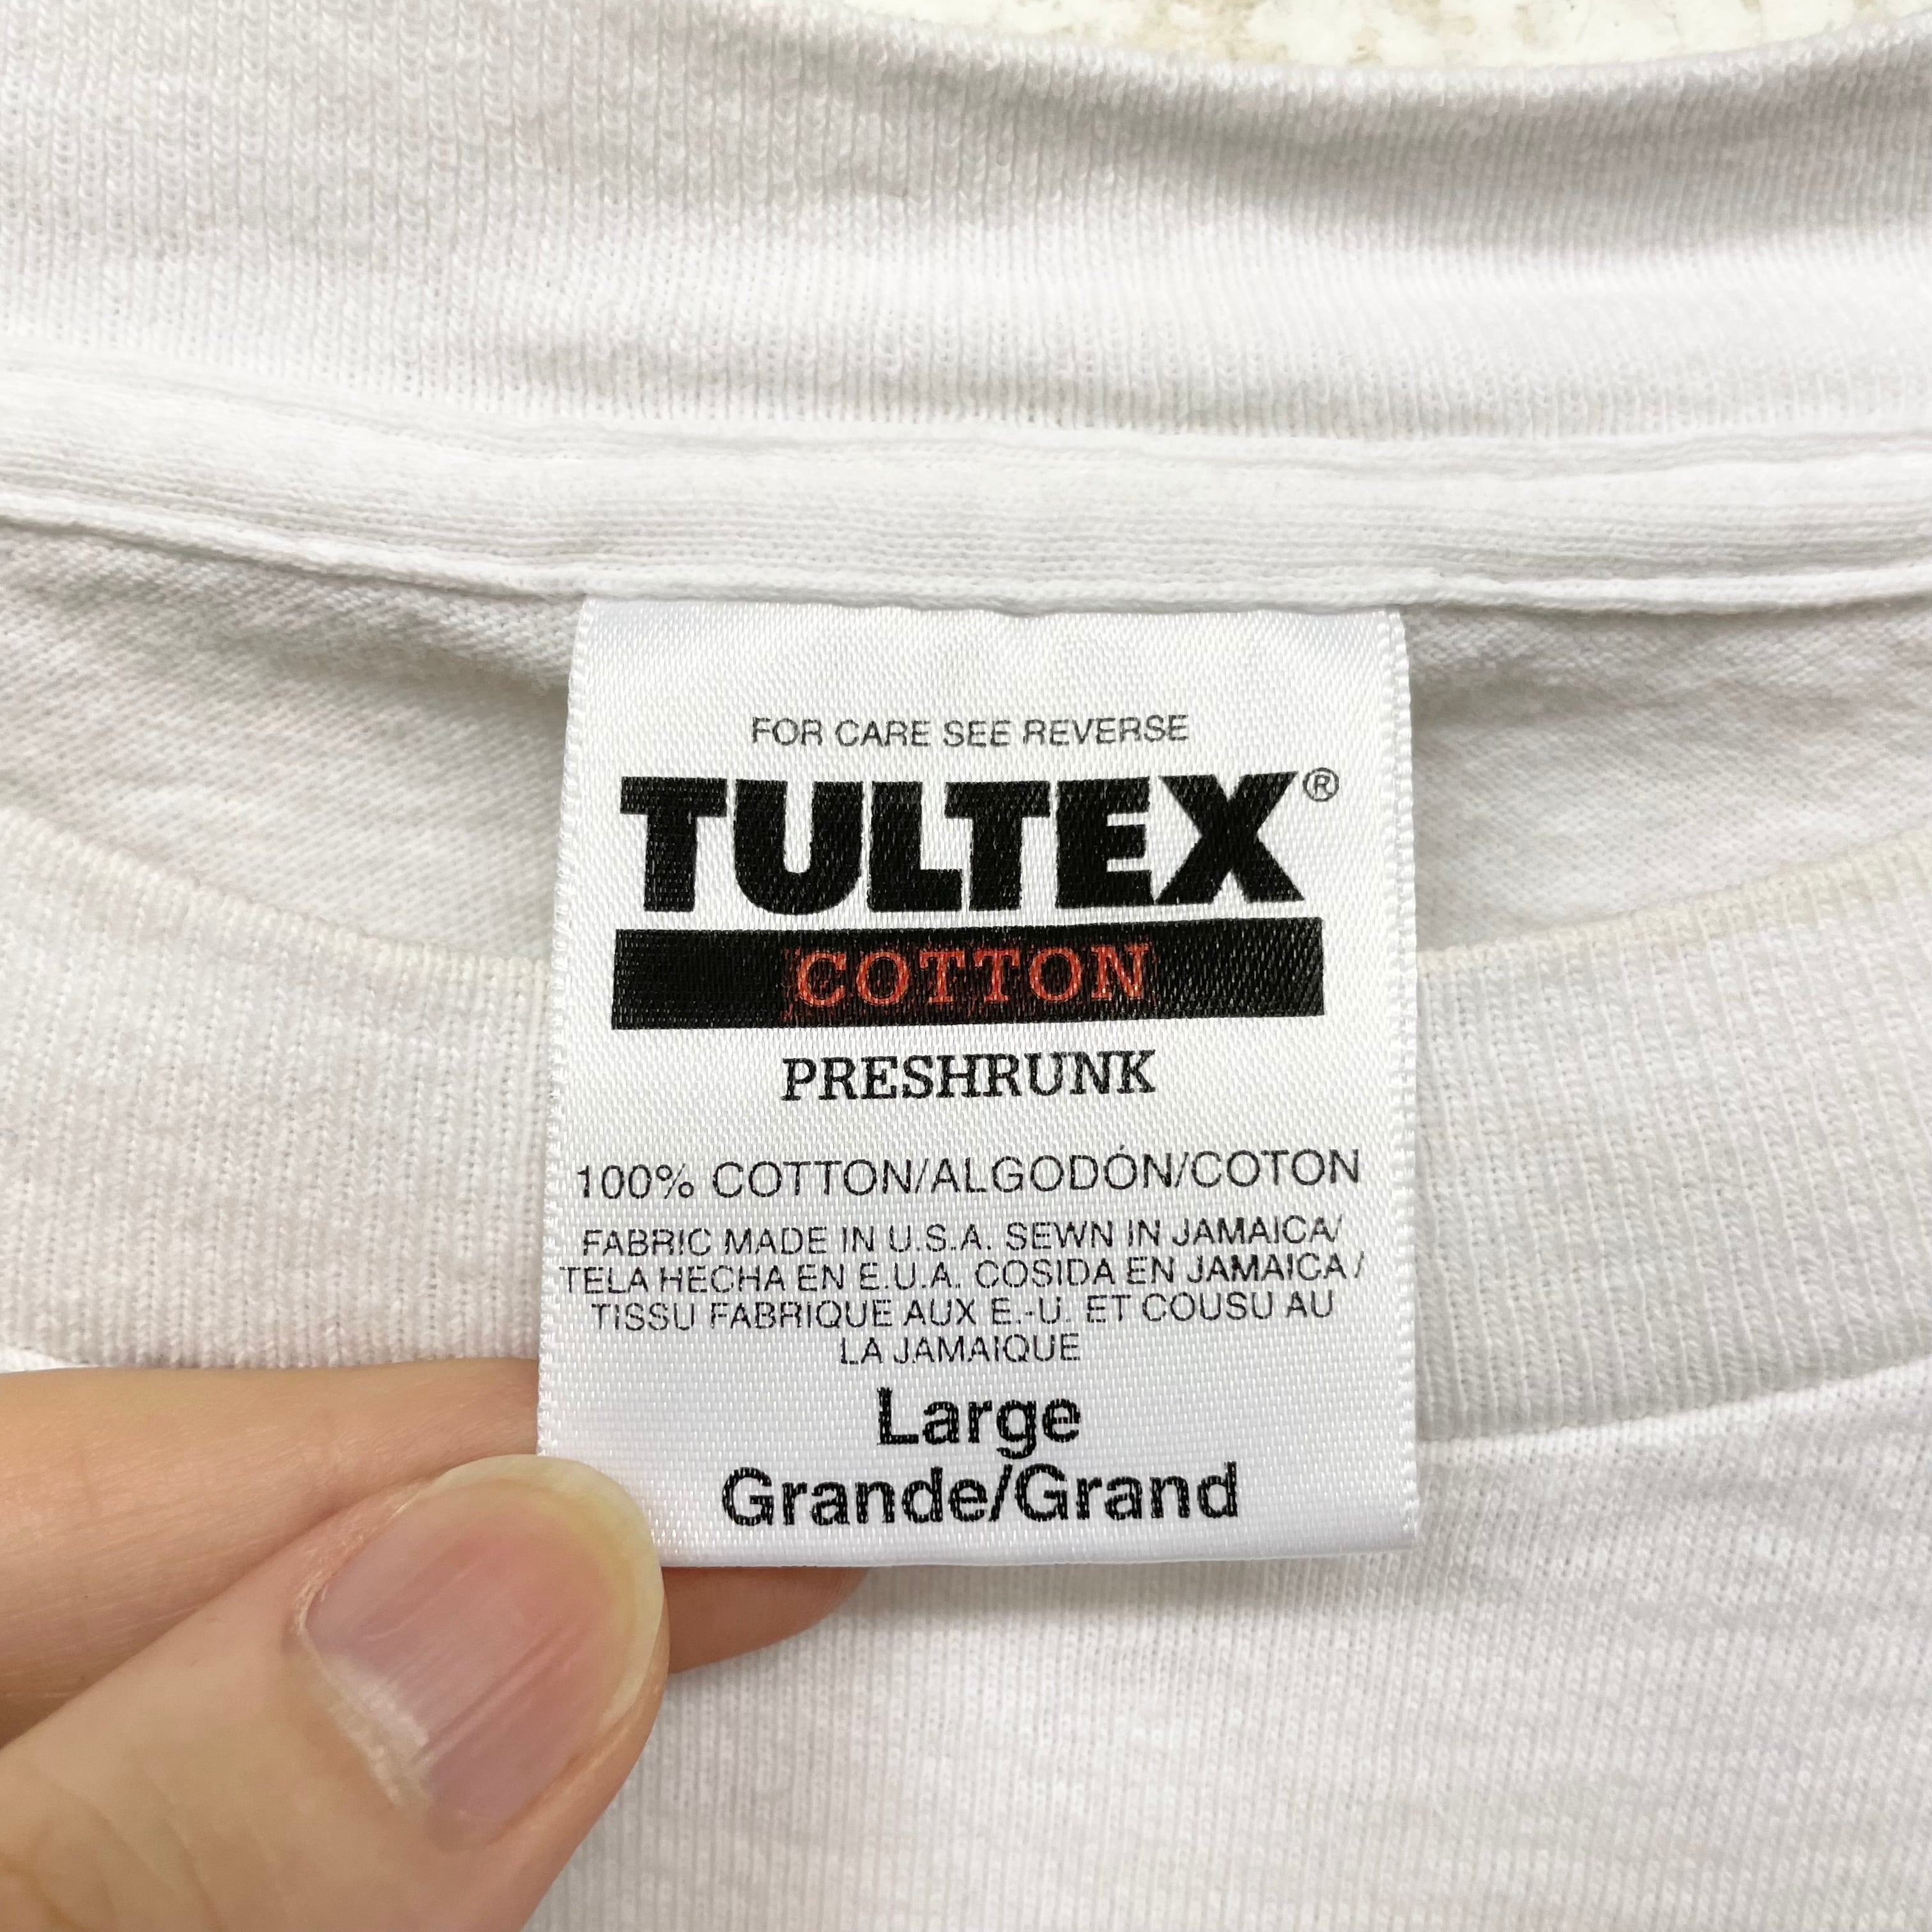 FOR CARE SEE REVERSE
TULTEX®
COTTON
PRESHRUNK
100% COTTON/ALGODÓN/COTON
FABRIC MADE IN U.S.A. SEWN IN JAMAICA/
TELA HECHA EN E.U.A. COSIDA EN JAMAICA/
TISSU FABRIQUE AUX E.-U. ET COUSU AU
LA JAMAIQUE
Large
Grande/Grand